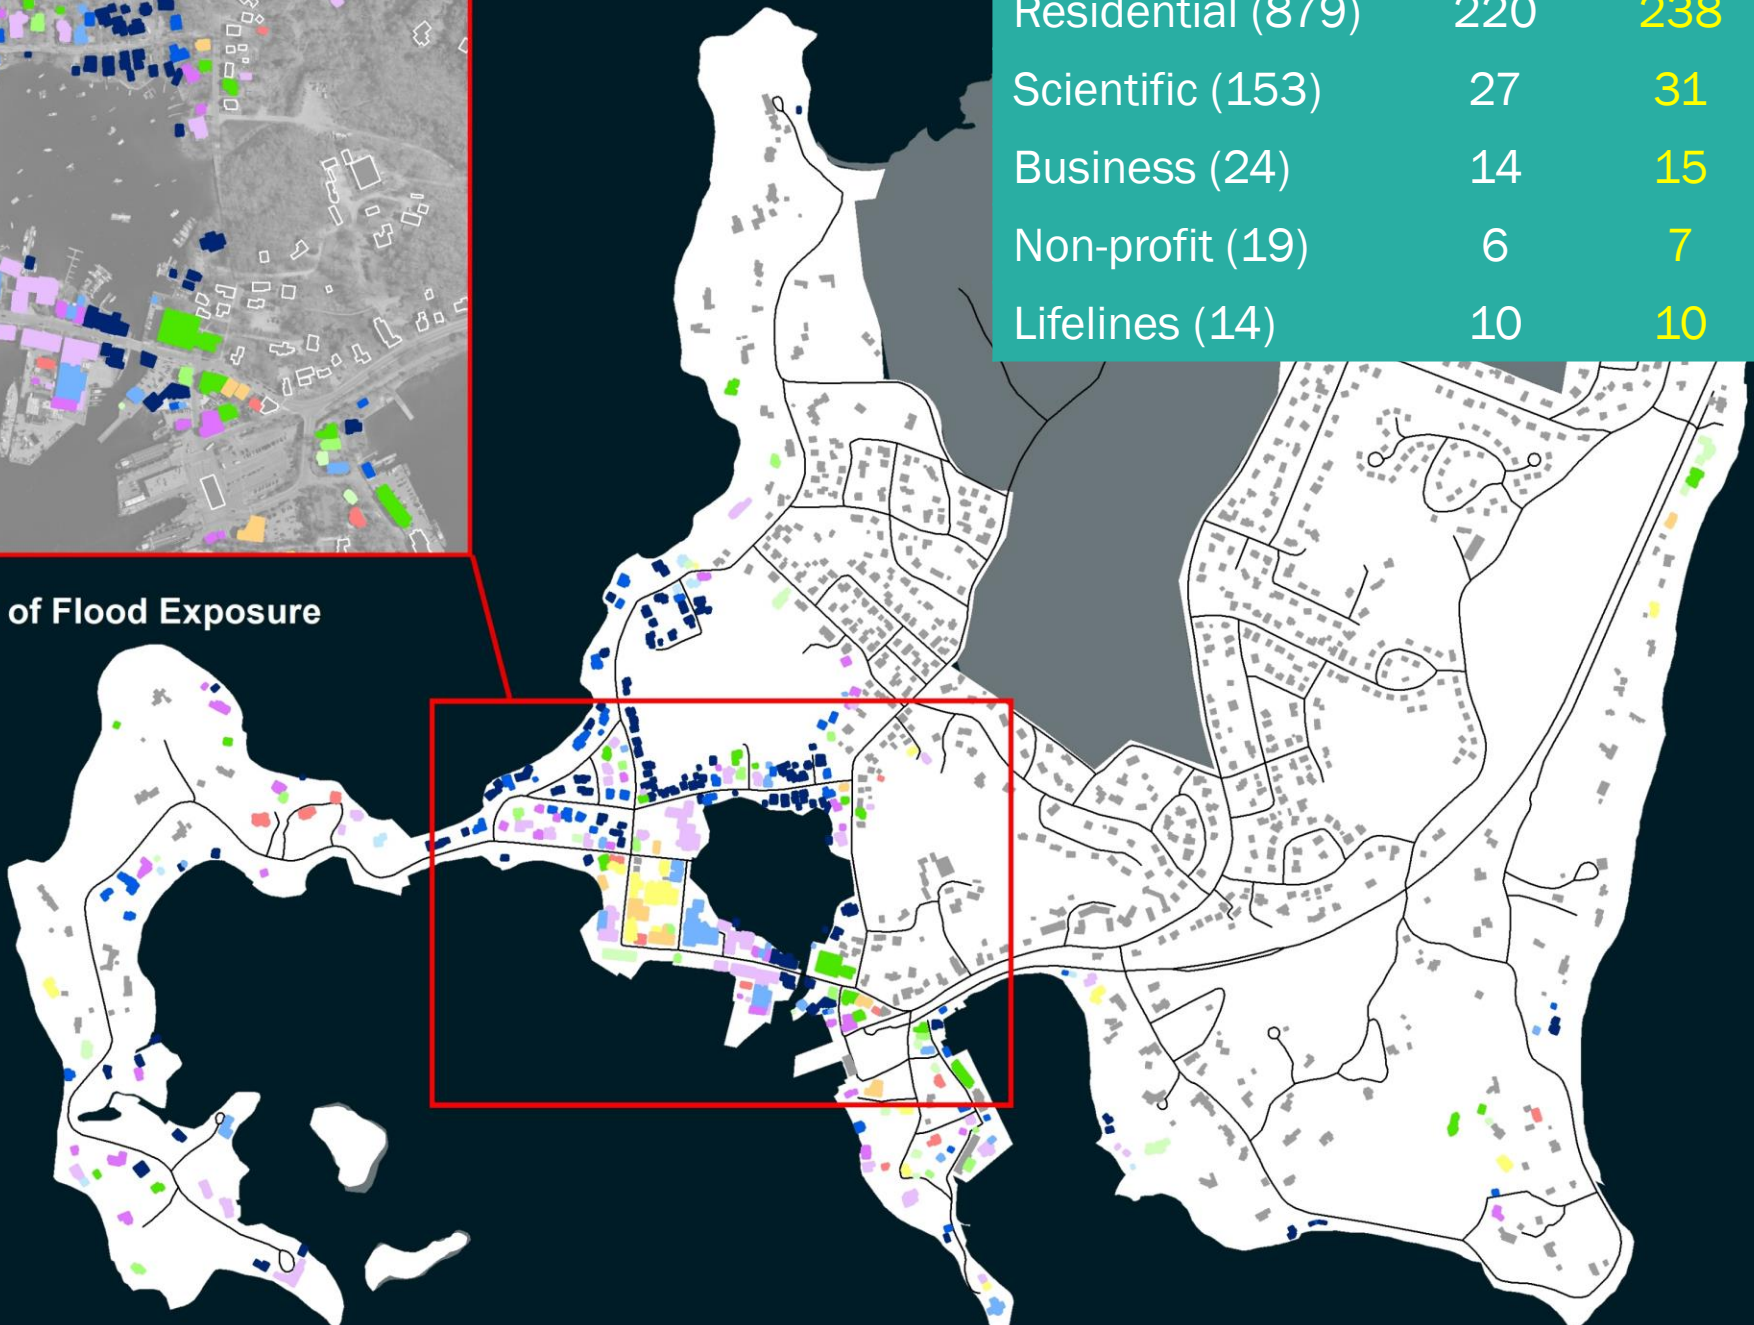 Residential (879) 220 238
Scientific (153) 27 31
Business (24) 14 15
Non-profit (19) 6 7
Lifelines (14) 10 10
of Flood Exposure